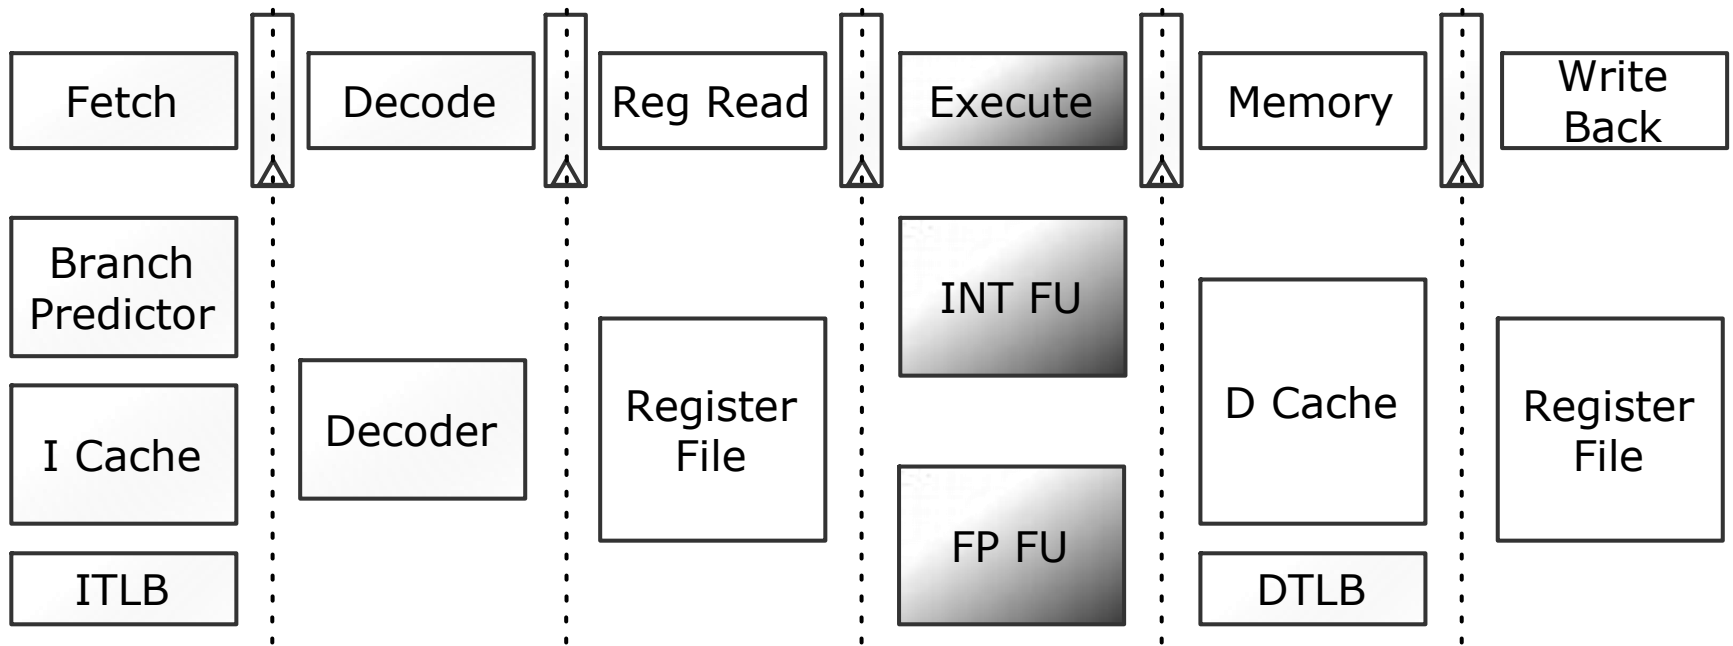 Fetch
Decode
Reg Read
Execute
Memory
Write
Back
Branch
Predictor
I Cache
ITLB
Decoder
Register
File
INT FU
FP FU
D Cache
DTLB
Register
File